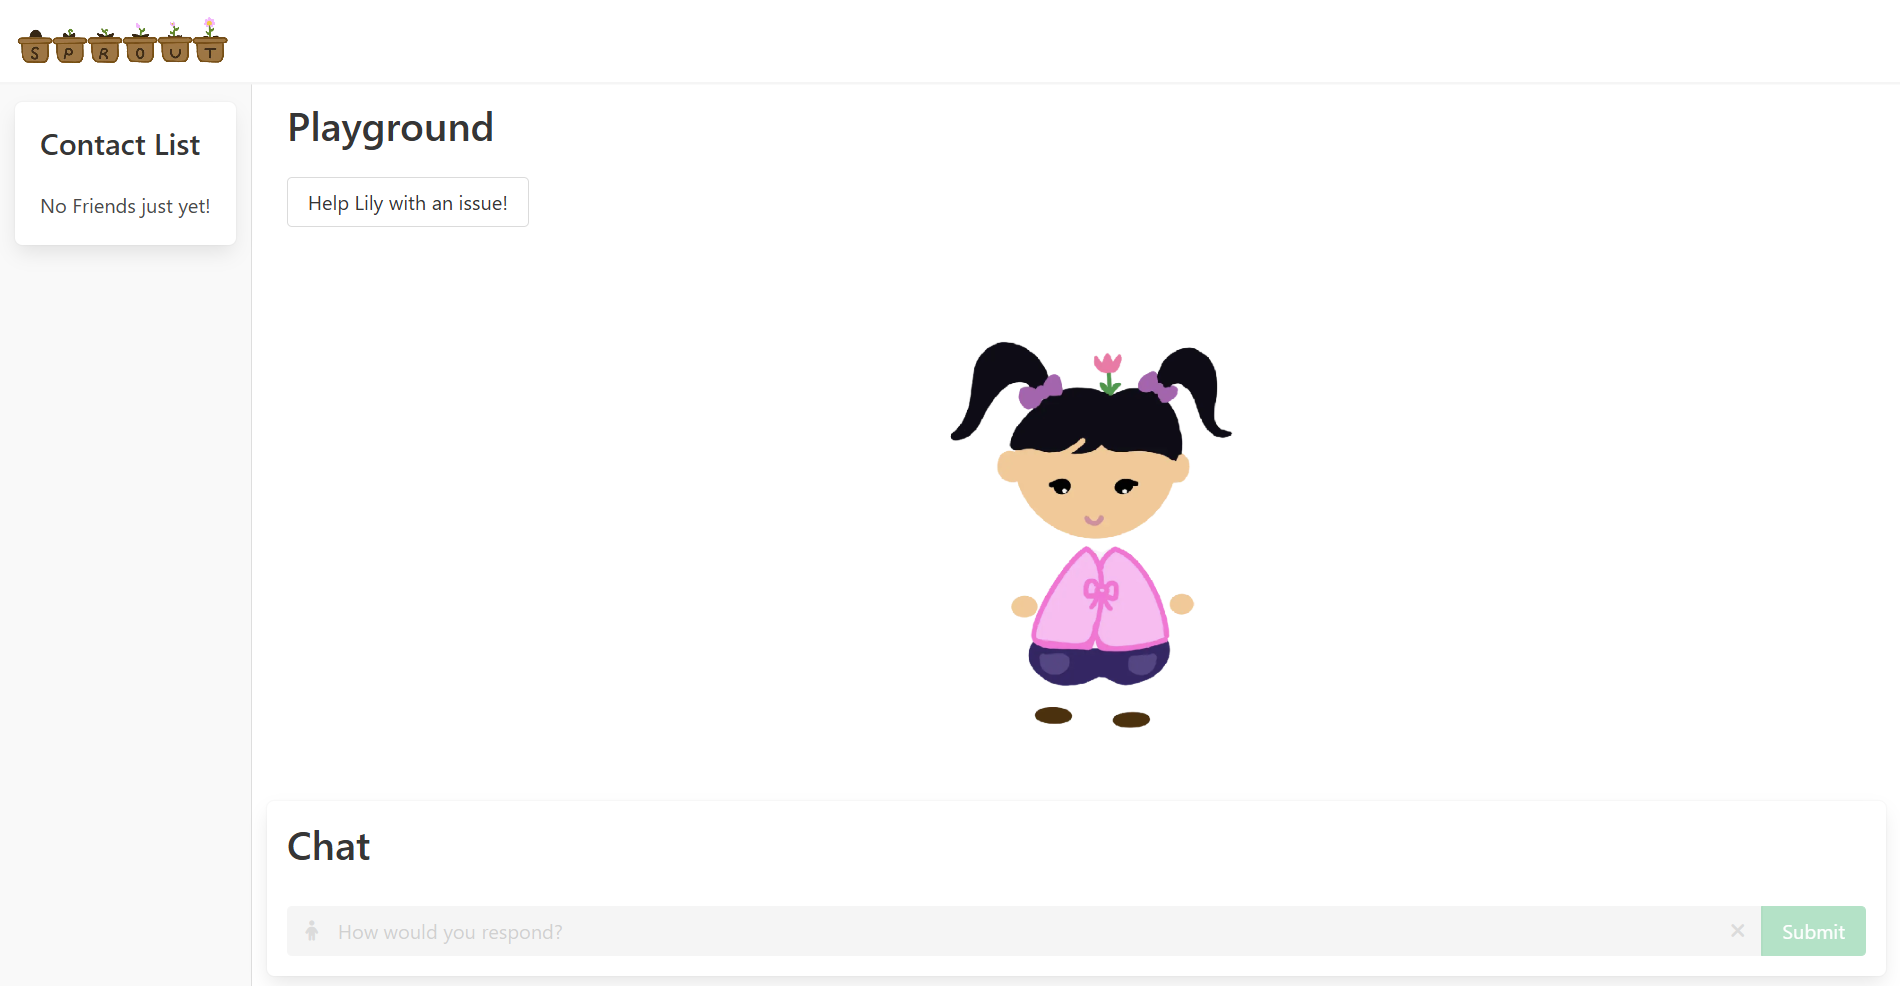 SPROUT
Contact List
No Friends just yet!
Playground
Help Lily with an issue!
Chat
How would you respond?
Submit